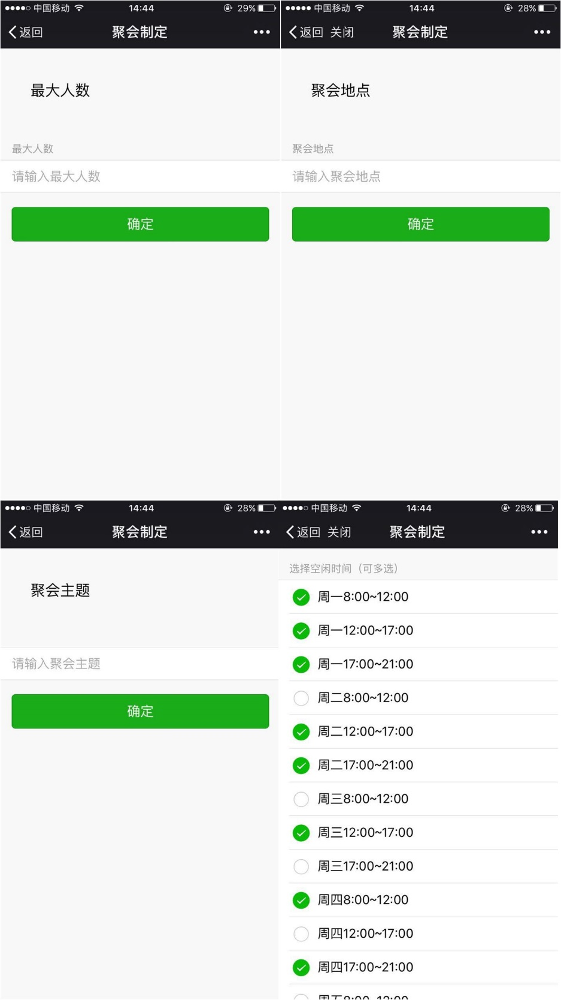 中国移动 14:44 29%
返回 聚会制定
最大人数
最大人数
请输入最大人数
确定
中国移动 14:44 28%
返回 关闭 聚会制定
聚会地点
聚会地点
请输入聚会地点
确定
中国移动 14:44 28%
返回 聚会制定
聚会主题
请输入聚会主题
确定
中国移动 14:44 28%
返回 关闭 聚会制定
选择空闲时间（可多选）
周一8:00~12:00
周一12:00~17:00
周一17:00~21:00
周二8:00~12:00
周二12:00~17:00
周二17:00~21:00
周三8:00~12:00
周三12:00~17:00
周三17:00~21:00
周四8:00~12:00
周四12:00~17:00
周四17:00~21:00
周五8:00~12:00